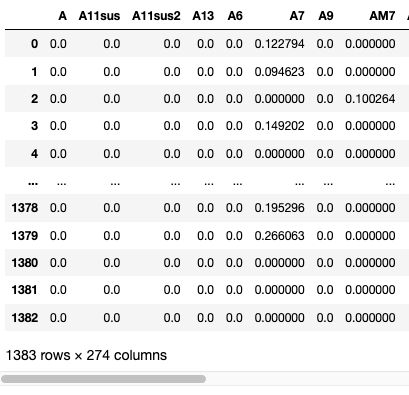 A A11sus A11sus2 A13 A6 A7 A9 AM7
0 0.0 0.0 0.0 0.0 0.0 0.122794 0.0 0.000000
1 0.0 0.0 0.0 0.0 0.0 0.094623 0.0 0.000000
2 0.0 0.0 0.0 0.0 0.0 0.000000 0.0 0.100264
3 0.0 0.0 0.0 0.0 0.0 0.149202 0.0 0.000000
4 0.0 0.0 0.0 0.0 0.0 0.000000 0.0 0.000000
... ... ... ... ... ... ... ... ...
1378 0.0 0.0 0.0 0.0 0.0 0.195296 0.0 0.000000
1379 0.0 0.0 0.0 0.0 0.0 0.266063 0.0 0.000000
1380 0.0 0.0 0.0 0.0 0.0 0.000000 0.0 0.000000
1381 0.0 0.0 0.0 0.0 0.0 0.000000 0.0 0.000000
1382 0.0 0.0 0.0 0.0 0.0 0.000000 0.0 0.000000
1383 rows × 274 columns